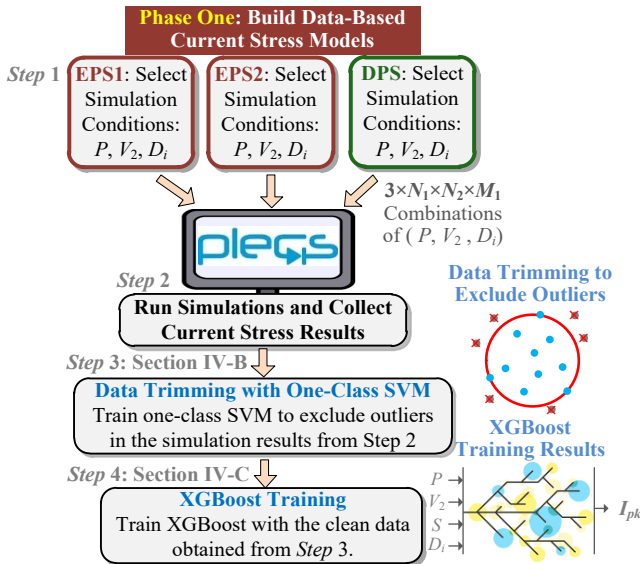 Phase One: Build Data-Based
Current Stress Models
Step 1
EPS1: Select
Simulation
Conditions:
P, V2, Di
EPS2: Select
Simulation
Conditions:
P, V2, Di
DPS: Select
Simulation
Conditions:
P, V2, Di
3×N1×N2×M1
Combinations
of ( P, V2 , Di)
plecs
Step 2
Run Simulations and Collect
Current Stress Results
Data Trimming to
Exclude Outliers
Step 3: Section IV-B
Data Trimming with One-Class SVM
Train one-class SVM to exclude outliers
in the simulation results from Step 2
XGBoost
Training Results
Step 4: Section IV-C
XGBoost Training
Train XGBoost with the clean data
obtained from Step 3.
P
V2
S
Di
Ipk